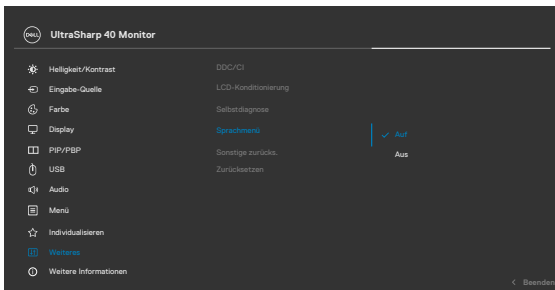 DELL UltraSharp 40 Monitor
Helligkeit/Kontrast
Eingabe-Quelle
Farbe
Display
PIP/PBP
USB
Audio
Menü
Individualisieren
Weiteres
Weitere Informationen
DDC/CI
LCD-Konditionierung
Selbstdiagnose
Sprachmenü
Sonstige zurücks.
Zurücksetzen
Auf
Aus
Beenden